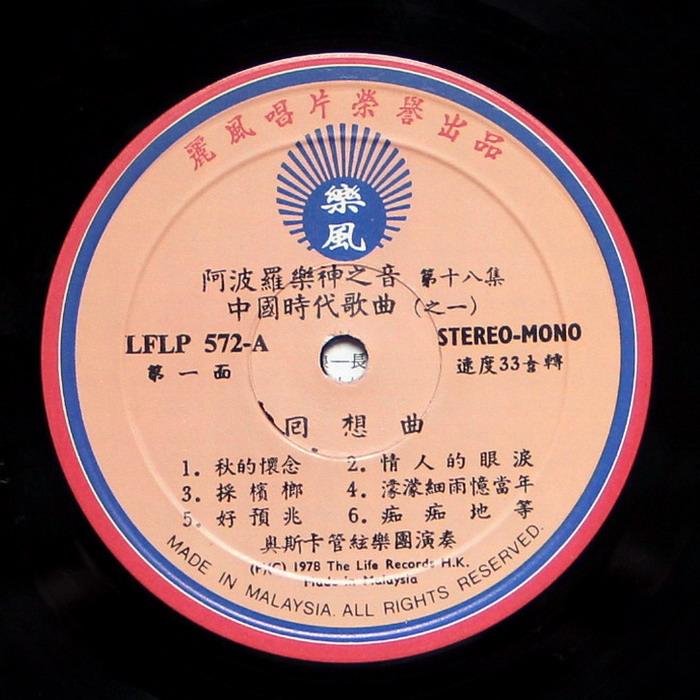 麗風唱片榮譽出品
樂風
阿波羅樂神之音 第十八集
中國時代歌曲 (之一)
LFLP 572-A
STEREO-MONO
第一面
速度33⅓轉
回想曲
1. 秋的懷念 2. 情人的眼淚
3. 採檳榔 4. 濛濛細雨憶當年
5. 好預兆 6. 痴痴地等
奧斯卡管絃樂團演奏
1978 The Life Records H.K.
Made in Malaysia
MADE IN MALAYSIA. ALL RIGHTS RESERVED.